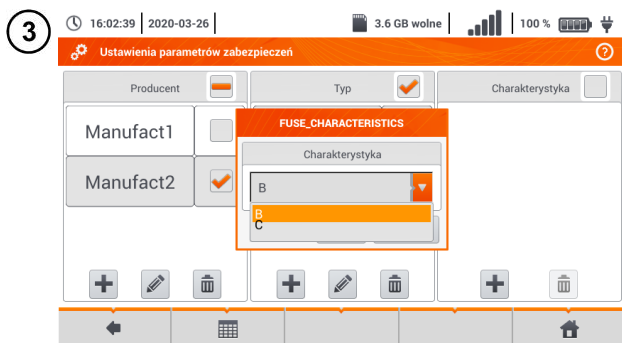 3
16:02:39 2020-03-26 3.6 GB wolne 100 %
Ustawienia parametrów zabezpieczeń ?
Producent Typ Charakterystyka
FUSE_CHARACTERISTICS
Manufact1
Charakterystyka
Manufact2
B
B
C